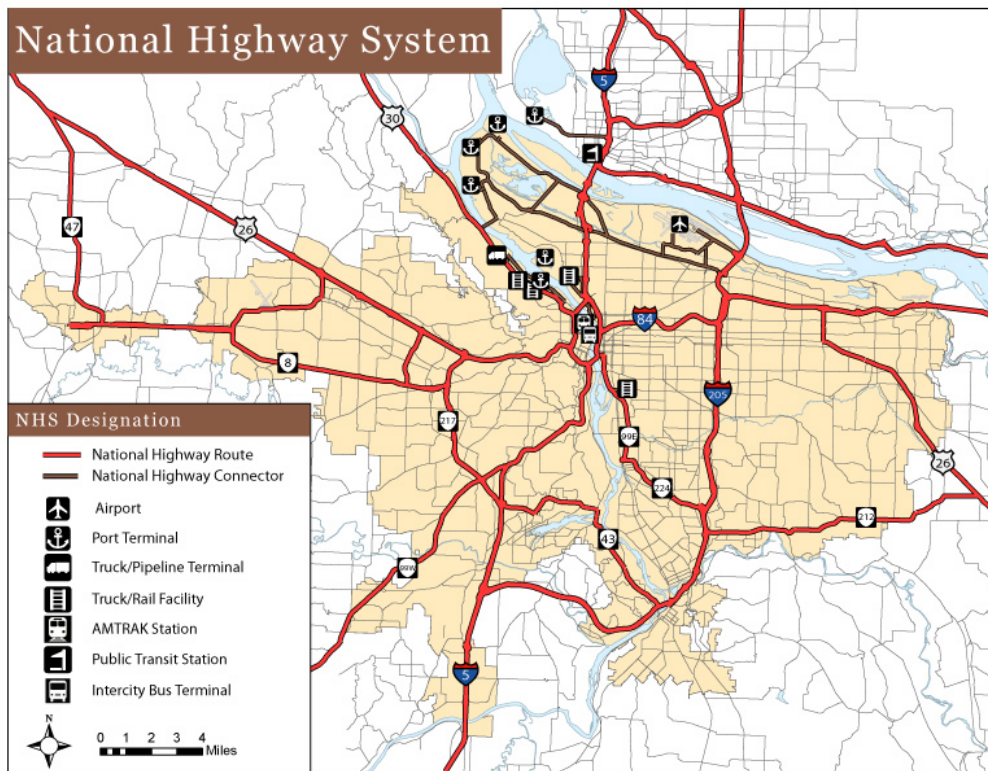 National Highway System
5
30
47
26
84
8
205
217
99E
26
224
212
43
99W
5
NHS Designation
National Highway Route
National Highway Connector
Airport
Port Terminal
Truck/Pipeline Terminal
Truck/Rail Facility
AMTRAK Station
Public Transit Station
Intercity Bus Terminal
N
0 1 2 3 4
Miles